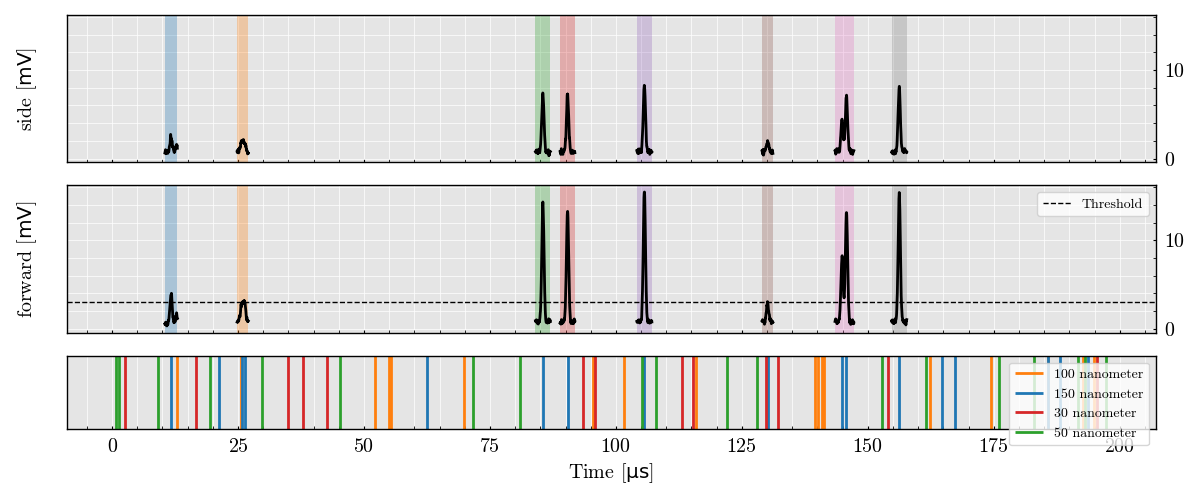 side [mV]
10
0
forward [mV]
Threshold
10
0
100 nanometer
150 nanometer
30 nanometer
50 nanometer
0 25 50 75 100 125 150 175 200
Time [μs]